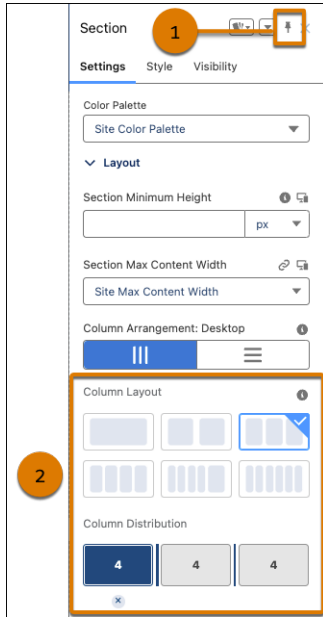 Section
1
Settings Style Visibility
Color Palette
Site Color Palette
Layout
Section Minimum Height
px
Section Max Content Width
Site Max Content Width
Column Arrangement: Desktop
Column Layout
2
Column Distribution
4 4 4